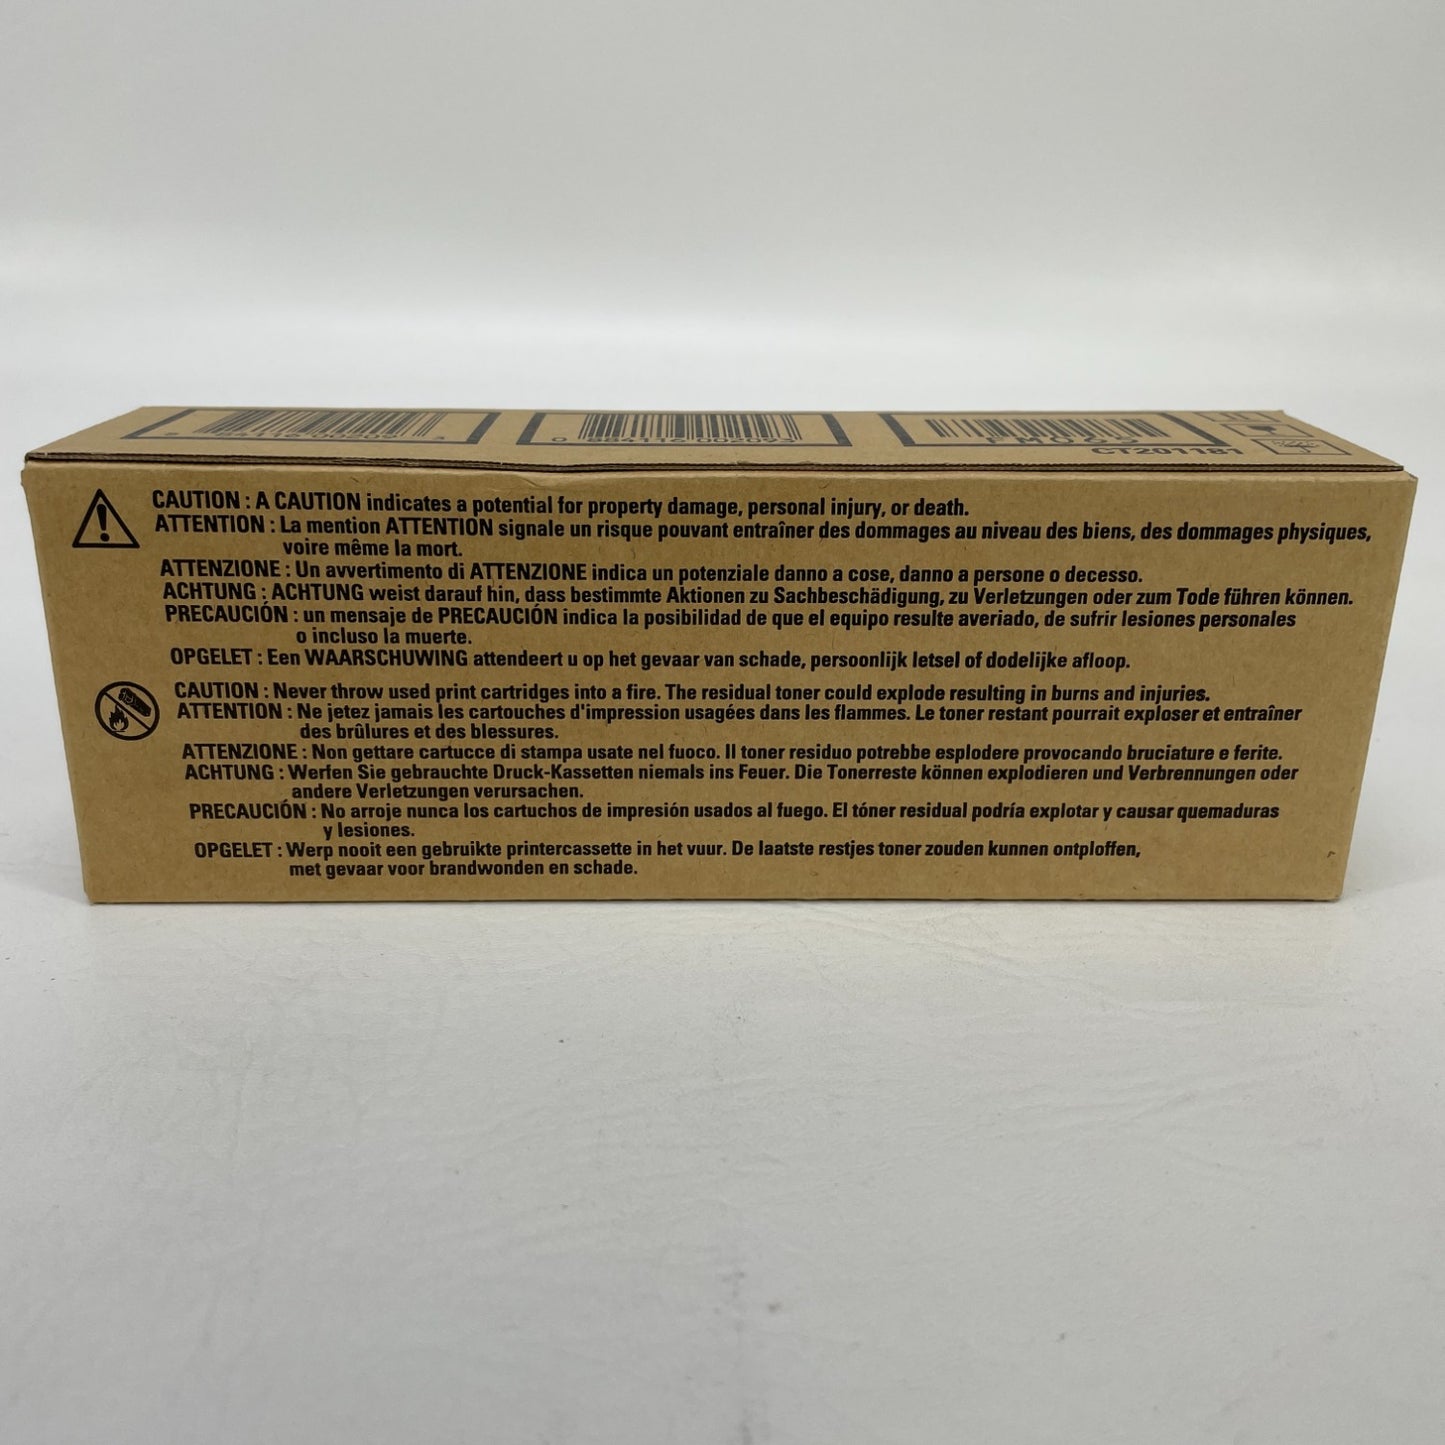 8 84116 00209 3
0 884116 002093
FM065
CT201181
CAUTION : A CAUTION indicates a potential for property damage, personal injury, or death.
ATTENTION : La mention ATTENTION signale un risque pouvant entraîner des dommages au niveau des biens, des dommages physiques,
voire même la mort.
ATTENZIONE : Un avvertimento di ATTENZIONE indica un potenziale danno a cose, danno a persone o decesso.
ACHTUNG : ACHTUNG weist darauf hin, dass bestimmte Aktionen zu Sachbeschädigung, zu Verletzungen oder zum Tode führen können.
PRECAUCIÓN : un mensaje de PRECAUCIÓN indica la posibilidad de que el equipo resulte averiado, de sufrir lesiones personales
o incluso la muerte.
OPGELET : Een WAARSCHUWING attendeert u op het gevaar van schade, persoonlijk letsel of dodelijke afloop.
CAUTION : Never throw used print cartridges into a fire. The residual toner could explode resulting in burns and injuries.
ATTENTION : Ne jetez jamais les cartouches d'impression usagées dans les flammes. Le toner restant pourrait exploser et entraîner
des brûlures et des blessures.
ATTENZIONE : Non gettare cartucce di stampa usate nel fuoco. Il toner residuo potrebbe esplodere provocando bruciature e ferite.
ACHTUNG : Werfen Sie gebrauchte Druck-Kassetten niemals ins Feuer. Die Tonerreste können explodieren und Verbrennungen oder
andere Verletzungen verursachen.
PRECAUCIÓN : No arroje nunca los cartuchos de impresión usados al fuego. El tóner residual podría explotar y causar quemaduras
y lesiones.
OPGELET : Werp nooit een gebruikte printercassette in het vuur. De laatste restjes toner zouden kunnen ontploffen,
met gevaar voor brandwonden en schade.